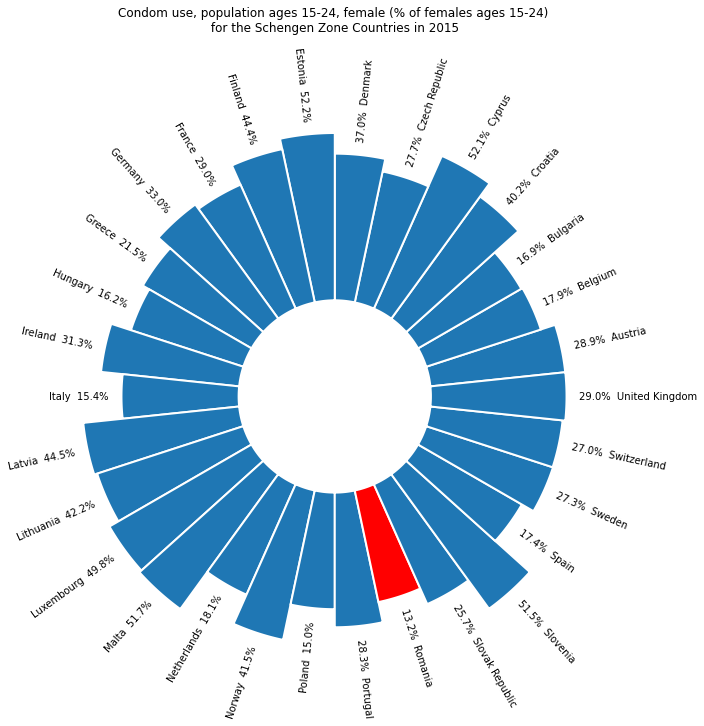 Condom use, population ages 15-24, female (% of females ages 15-24)
for the Schengen Zone Countries in 2015
29.0%  United Kingdom
28.9%  Austria
17.9%  Belgium
16.9%  Bulgaria
40.2%  Croatia
52.1%  Cyprus
27.7%  Czech Republic
37.0%  Denmark
Estonia  52.2%
Finland  44.4%
France  29.0%
Germany  33.0%
Greece  21.5%
Hungary  16.2%
Ireland  31.3%
Italy  15.4%
Latvia  44.5%
Lithuania  42.2%
Luxembourg  49.8%
Malta  51.7%
Netherlands  18.1%
Norway  41.5%
Poland  15.0%
28.3%  Portugal
13.2%  Romania
25.7%  Slovak Republic
51.5%  Slovenia
17.4%  Spain
27.3%  Sweden
27.0%  Switzerland